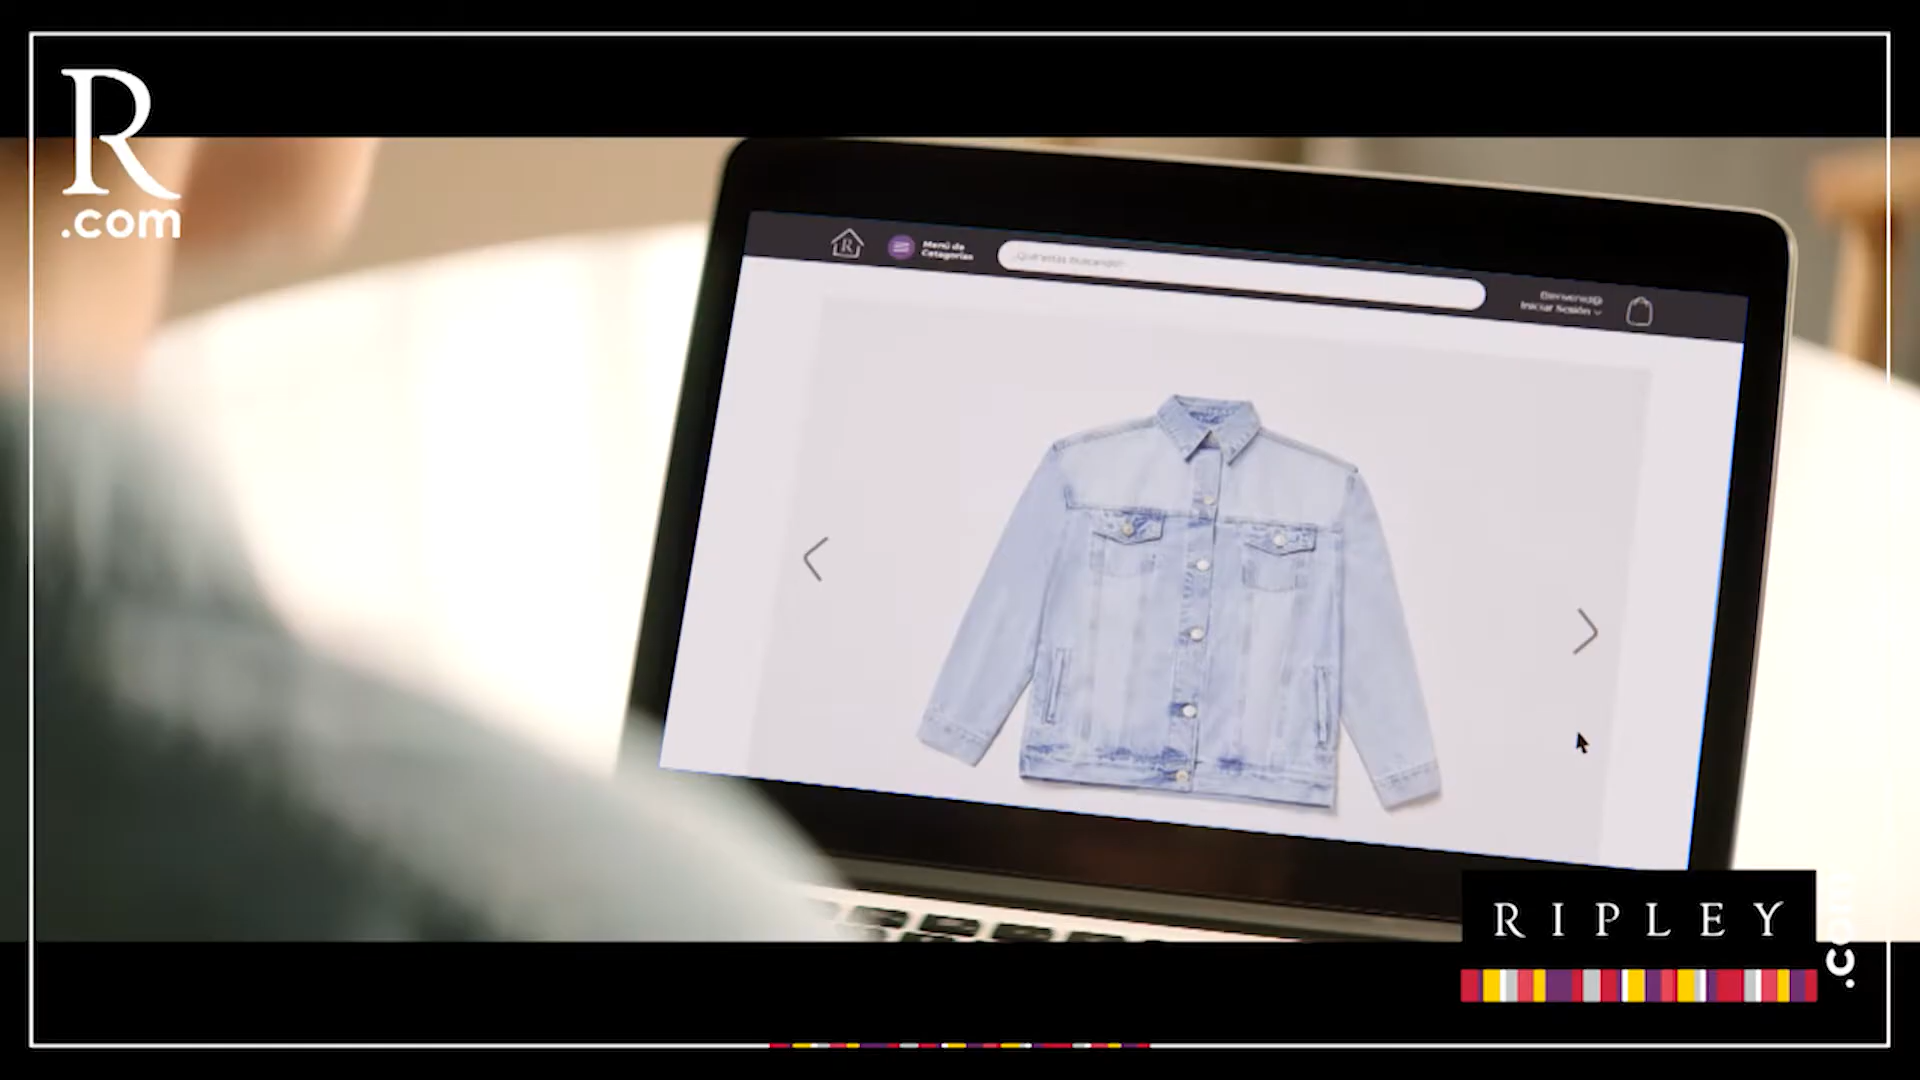 R
.com
R
Menú de
Categorías
¿Qué estás buscando?
Bienvenid@
Iniciar Sesión
RIPLEY
.com